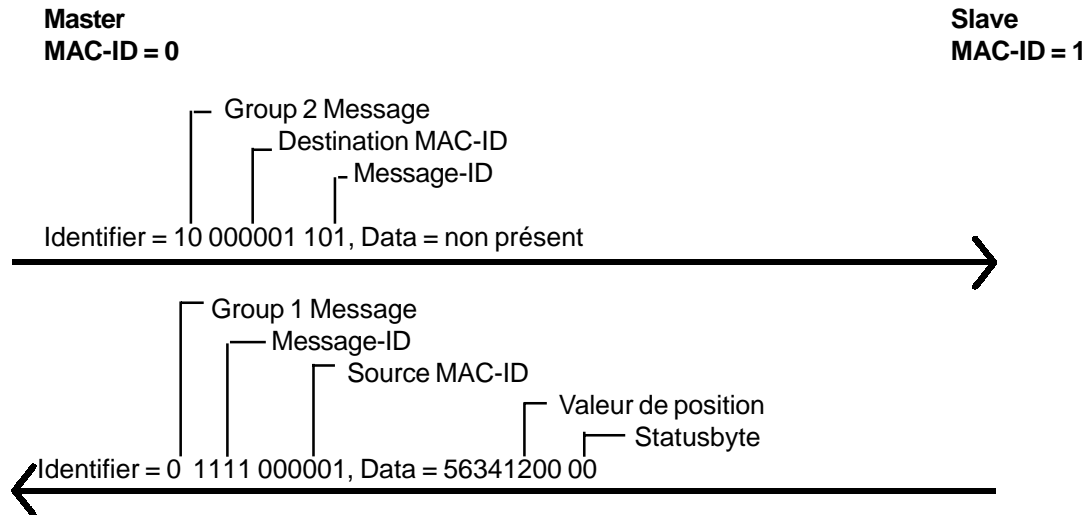 Master Slave
MAC-ID = 0 MAC-ID = 1
Group 2 Message
Destination MAC-ID
Message-ID
Identifier = 10 000001 101, Data = non présent
Group 1 Message
Message-ID
Source MAC-ID
Valeur de position
Statusbyte
Identifier = 0 1111 000001, Data = 56341200 00